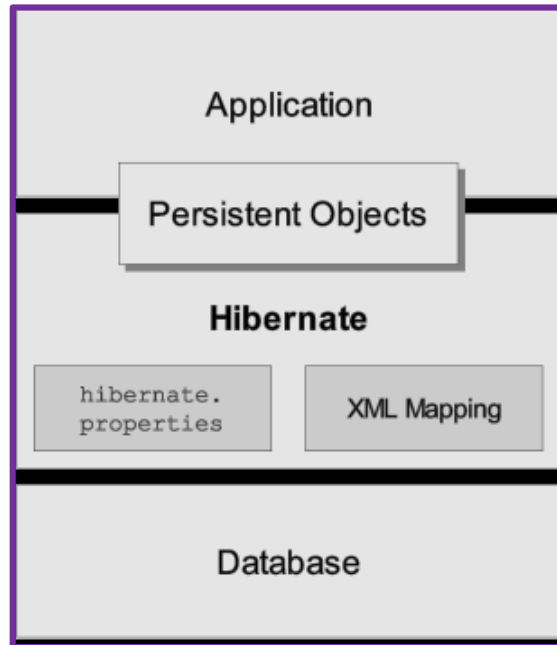 Application
Persistent Objects
Hibernate
hibernate.
properties
XML Mapping
Database